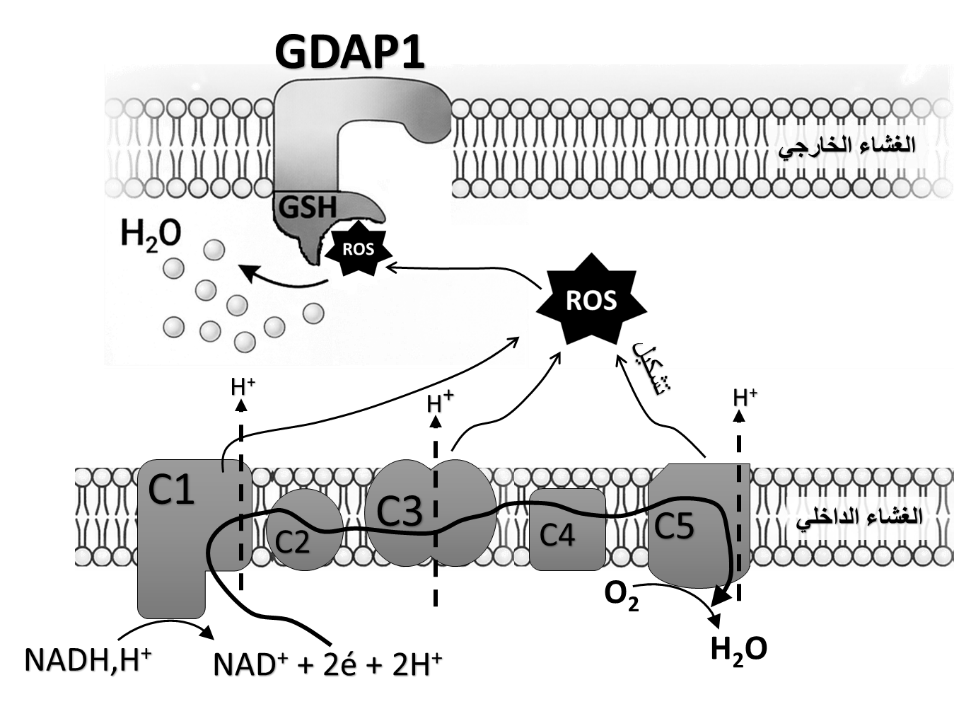 GDAP1
الغشاء الخارجي
GSH
H₂O
ROS
ROS
تشكيل
H⁺
H⁺
H⁺
C1
C2
C3
C4
C5
الغشاء الداخلي
O₂
H₂O
NADH,H⁺
NAD⁺ + 2é + 2H⁺